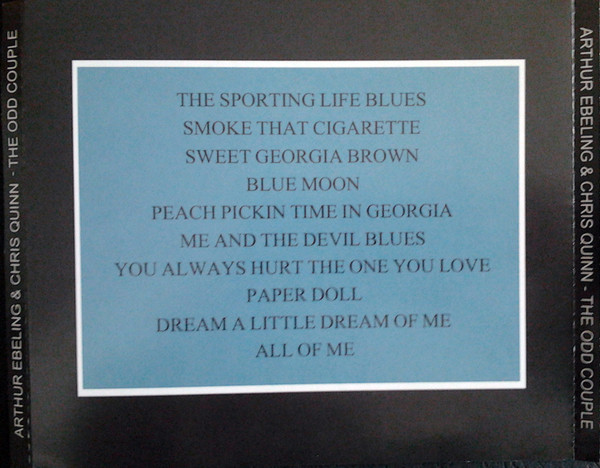 ARTHUR EBELING & CHRIS QUINN - THE ODD COUPLE
THE SPORTING LIFE BLUES
SMOKE THAT CIGARETTE
SWEET GEORGIA BROWN
BLUE MOON
PEACH PICKIN TIME IN GEORGIA
ME AND THE DEVIL BLUES
YOU ALWAYS HURT THE ONE YOU LOVE
PAPER DOLL
DREAM A LITTLE DREAM OF ME
ALL OF ME
ARTHUR EBELING & CHRIS QUINN - THE ODD COUPLE